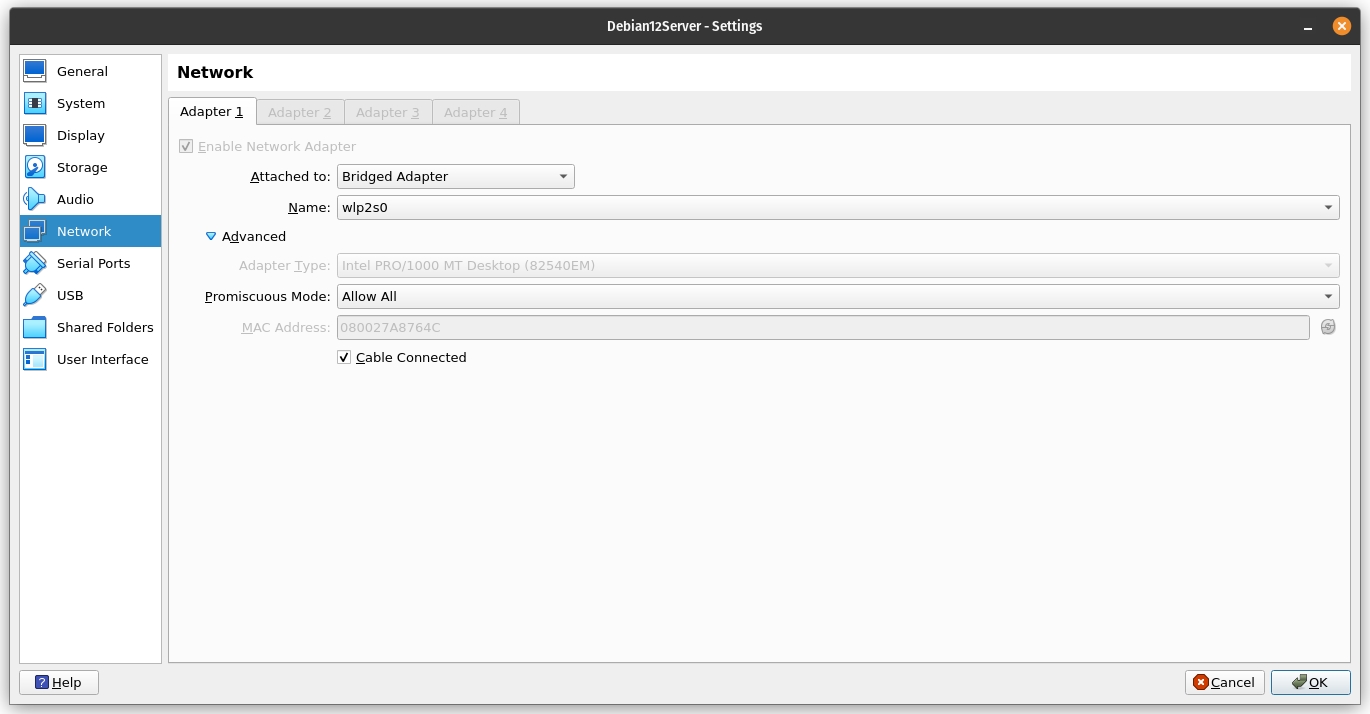 Debian12Server - Settings
General
System
Display
Storage
Audio
Network
Serial Ports
USB
Shared Folders
User Interface
Network
Adapter 1 Adapter 2 Adapter 3 Adapter 4
Enable Network Adapter
Attached to: Bridged Adapter
Name: wlp2s0
Advanced
Adapter Type: Intel PRO/1000 MT Desktop (82540EM)
Promiscuous Mode: Allow All
MAC Address: 080027A8764C
Cable Connected
Help Cancel OK